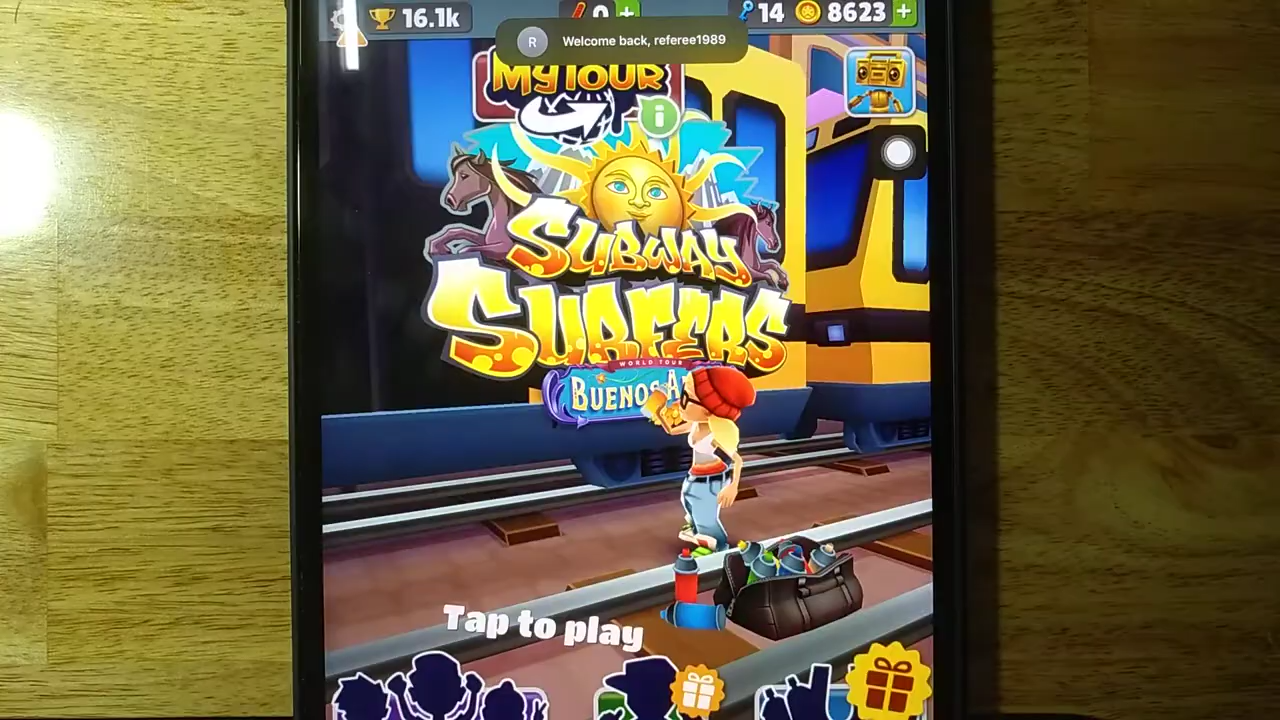 16.1k
0
14
8623
R
Welcome back, referee1989
MYTOUR
i
SUBWAY
SURFERS
WORLD TOUR
BUENOS
Tap to play